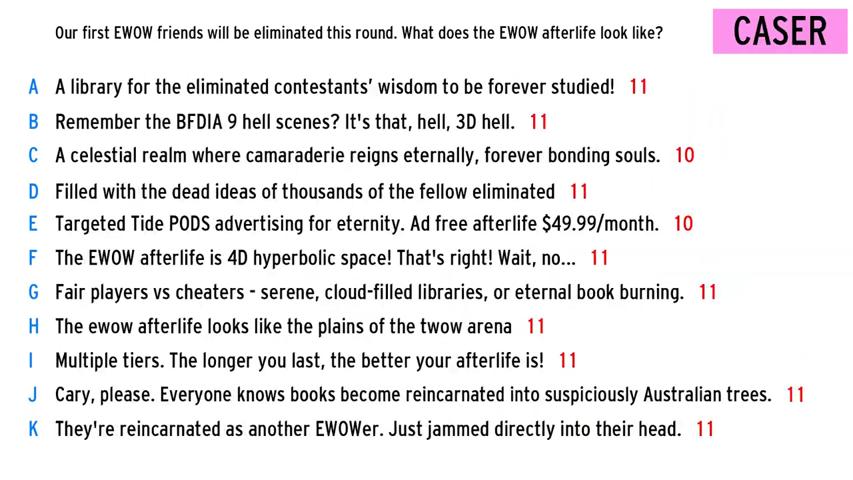 Our first EWOW friends will be eliminated this round. What does the EWOW afterlife look like?
CASER
A A library for the eliminated contestants’ wisdom to be forever studied! 11
B Remember the BFDIA 9 hell scenes? It's that, hell, 3D hell. 11
C A celestial realm where camaraderie reigns eternally, forever bonding souls. 10
D Filled with the dead ideas of thousands of the fellow eliminated 11
E Targeted Tide PODS advertising for eternity. Ad free afterlife $49.99/month. 10
F The EWOW afterlife is 4D hyperbolic space! That's right! Wait, no... 11
G Fair players vs cheaters - serene, cloud-filled libraries, or eternal book burning. 11
H The ewow afterlife looks like the plains of the twow arena 11
I Multiple tiers. The longer you last, the better your afterlife is! 11
J Cary, please. Everyone knows books become reincarnated into suspiciously Australian trees. 11
K They're reincarnated as another EWOWer. Just jammed directly into their head. 11